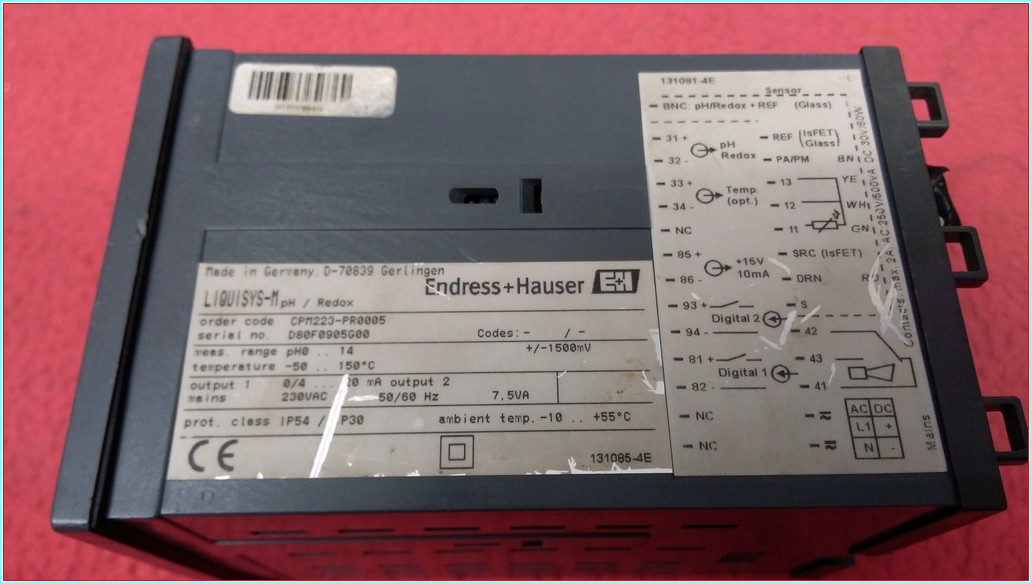 Made in Germany. D-70839 Gerlingen
Endress+Hauser
LIQUISYS-M pH / Redox
order code CPM223-PR0005
serial no. D80F0905G00 Codes: - / -
meas. range pH0 .. 14 +/-1500mV
temperature -50 .. 150°C
output 1 0/4 ... 20 mA output 2
mains 230VAC 50/60 Hz 7.5VA
prot. class IP54 / IP30 ambient temp. -10 .. +55°C
CE 131085-4E
131081-4E
Sensor
BNC: pH/Redox + REF (Glass)
31 + REF (IsFET Glass)
pH Redox
32 - PA/PM BN
33 + 13 YE
Temp. (opt.)
34 - 12 WH
NC 11 GN
85 + SRC (IsFET)
+15V 10mA
86 - DRN RD
93 + S
Digital 2
94 - 42
81 + 43
Digital 1
82 - 41
NC AC DC
L1 +
NC N -
Mains
Contacts: max. 2A, AC:250V/500VA DC:30V/60W